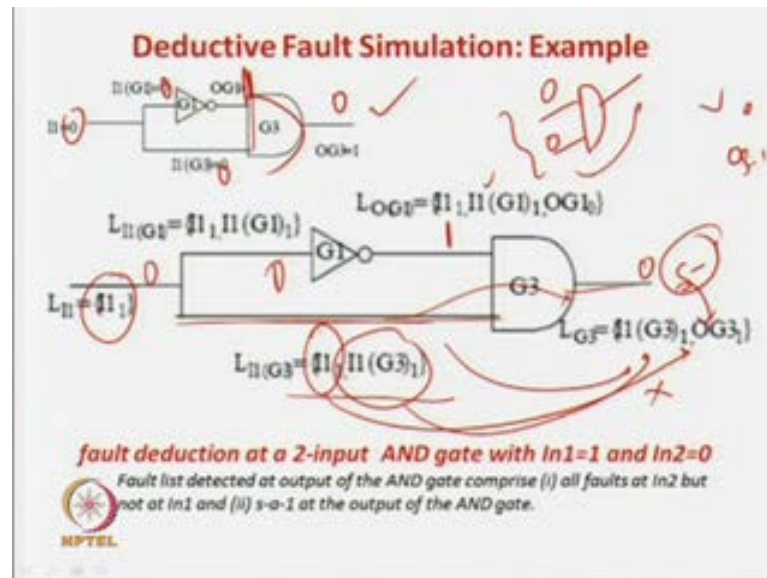 Deductive Fault Simulation: Example
I1(G1)=0 OG1=1
0
I1=0 G1 G3
OG3=1
I1(G3)=0
0
L_OG1={I1_1,I1(G1)_1,OG1_0}
L_I1(G1)={I1_1,I1(G1)_1}
1
0 0 G1 G3 0
L_I1={I1_1}
L_G3={I1(G3)_1,OG3_1}
L_I1(G3)={I1_1,I1(G3)_1}
fault deduction at a 2-input AND gate with In1=1 and In2=0
Fault list detected at output of the AND gate comprise (i) all faults at In2 but
not at In1 and (ii) s-a-1 at the output of the AND gate.
NPTEL